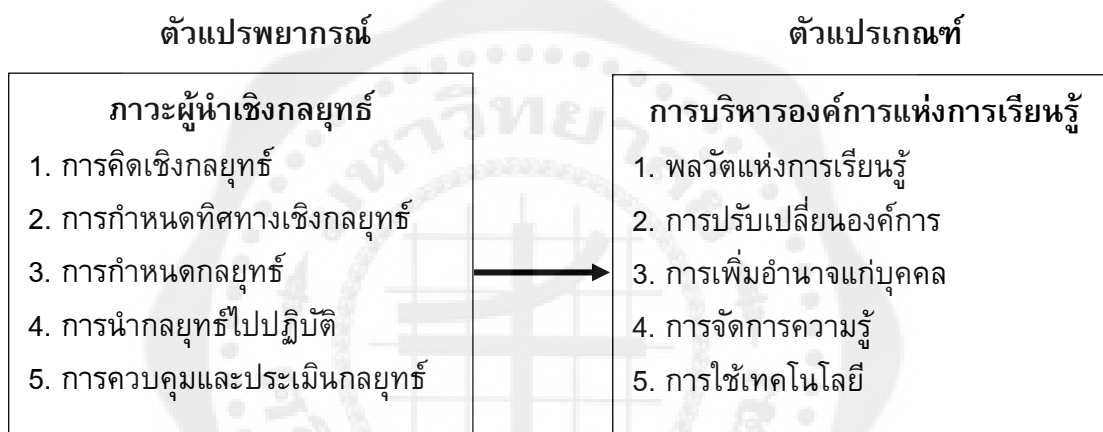 ตัวแปรพยากรณ์
ตัวแปรเกณฑ์
ภาวะผู้นำเชิงกลยุทธ์
1. การคิดเชิงกลยุทธ์
2. การกำหนดทิศทางเชิงกลยุทธ์
3. การกำหนดกลยุทธ์
4. การนำกลยุทธ์ไปปฏิบัติ
5. การควบคุมและประเมินกลยุทธ์
การบริหารองค์การแห่งการเรียนรู้
1. พลวัตแห่งการเรียนรู้
2. การปรับเปลี่ยนองค์การ
3. การเพิ่มอำนาจแก่บุคคล
4. การจัดการความรู้
5. การใช้เทคโนโลยี